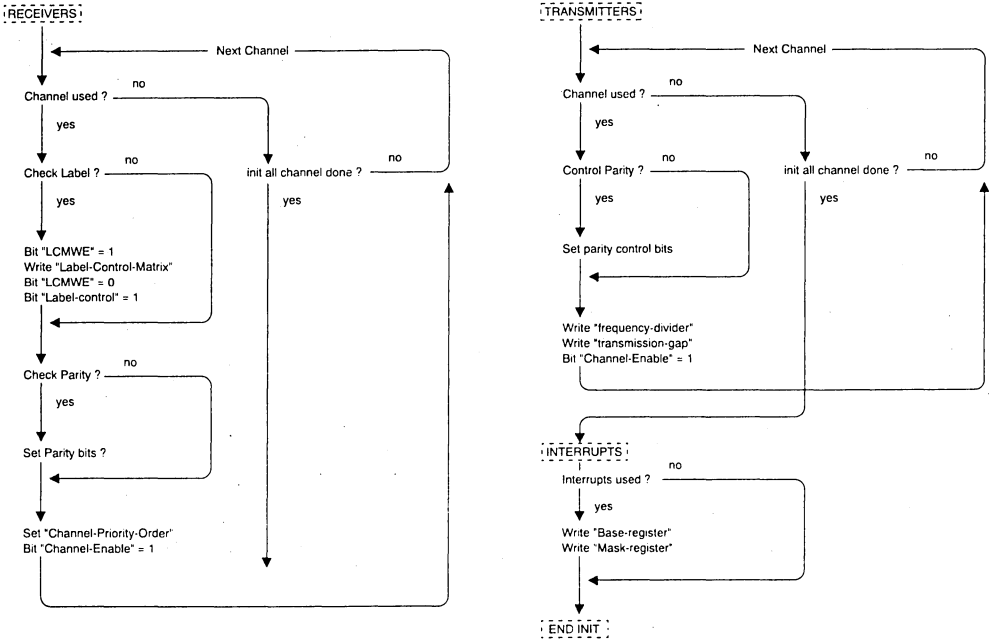 RECEIVERS
Next Channel
no
Channel used ?
yes
no
no
Check Label ?
init all channel done ?
yes
yes
Bit "LCMWE" = 1
Write "Label-Control-Matrix"
Bit "LCMWE" = 0
Bit "Label-control" = 1
no
Check Parity ?
yes
Set Parity bits ?
Set "Channel-Priority-Order"
Bit "Channel-Enable" = 1
TRANSMITTERS
Next Channel
no
Channel used ?
yes
no
no
Control Parity ?
init all channel done ?
yes
yes
Set parity control bits
Write "frequency-divider"
Write "transmission-gap"
Bit "Channel-Enable" = 1
INTERRUPTS
no
Interrupts used ?
yes
Write "Base-register"
Write "Mask-register"
END INIT